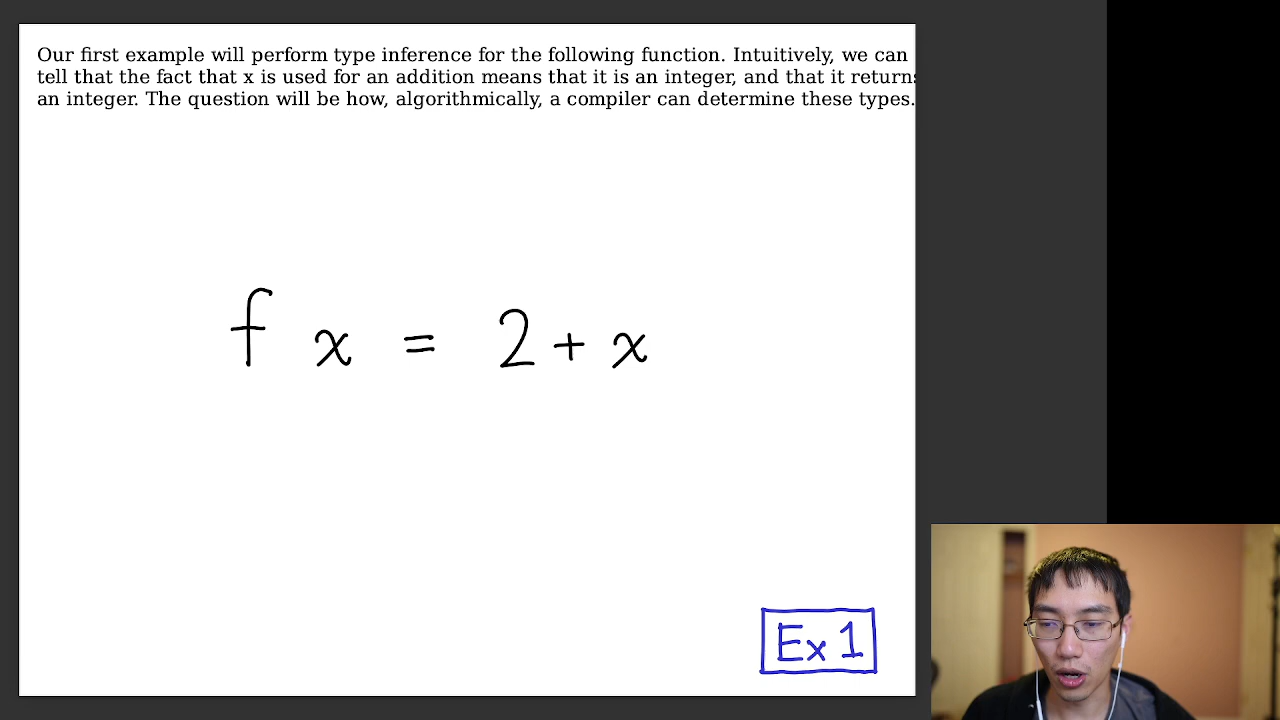 Our first example will perform type inference for the following function. Intuitively, we can
tell that the fact that x is used for an addition means that it is an integer, and that it returns
an integer. The question will be how, algorithmically, a compiler can determine these types.
f x = 2 + x
Ex 1